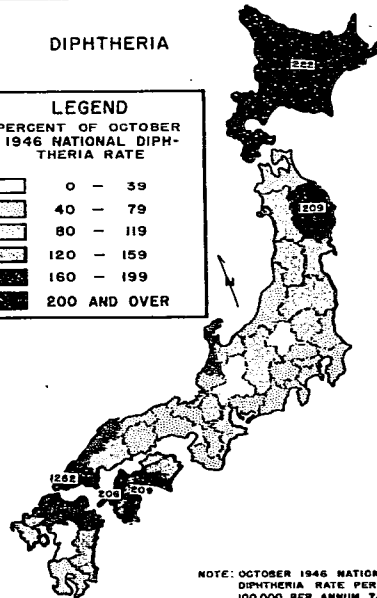 DIPHTHERIA
222
LEGEND
PERCENT OF OCTOBER
1946 NATIONAL DIPH-
THERIA RATE
0 - 39
40 - 79
80 - 119
120 - 159
160 - 199
200 AND OVER
209
N
1262
206
209
NOTE: OCTOBER 1946 NATION
DIPHTHERIA RATE PER
100,000 PER ANNUM